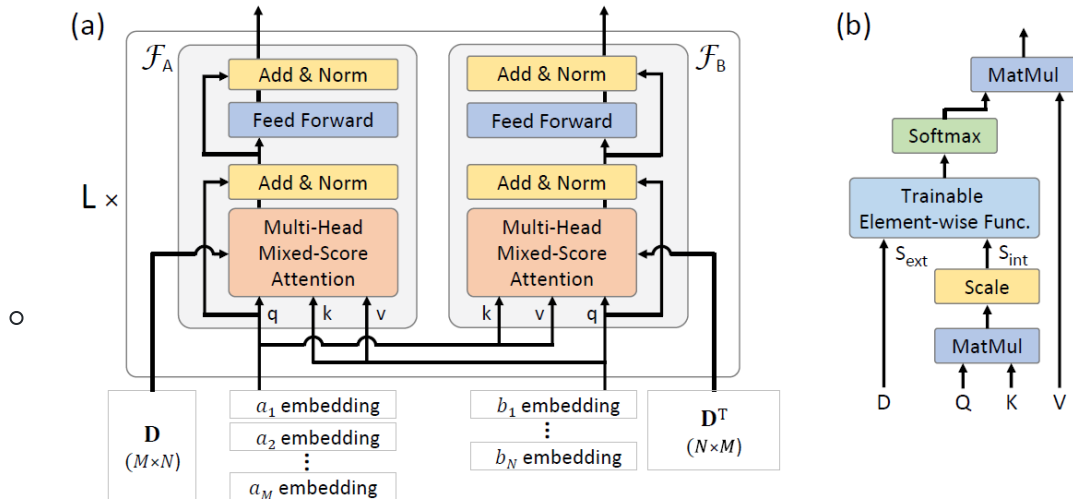 (a)
ℱA
Add & Norm
Feed Forward
Add & Norm
Multi-Head
Mixed-Score
Attention
q k v
ℱB
Add & Norm
Feed Forward
Add & Norm
Multi-Head
Mixed-Score
Attention
k v q
L ×
D
(M×N)
a1 embedding
a2 embedding
⋮
aM embedding
b1 embedding
⋮
bN embedding
Dᵀ
(N×M)
(b)
MatMul
Softmax
Trainable
Element-wise Func.
Sext
Sint
Scale
MatMul
D Q K V